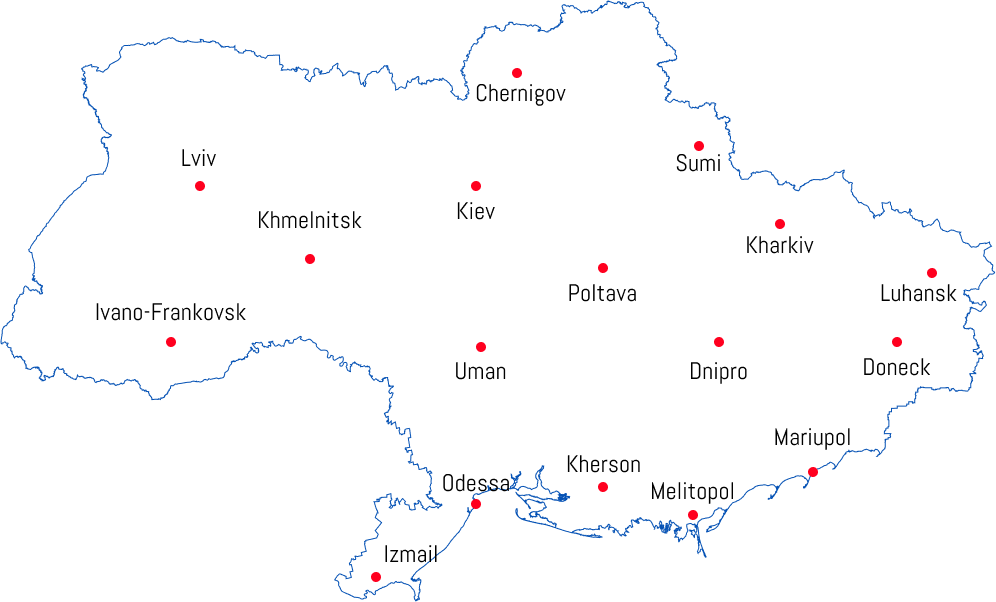 Chernigov
Lviv
Sumi
Kiev
Khmelnitsk
Kharkiv
Poltava
Luhansk
Ivano-Frankovsk
Uman
Dnipro
Doneck
Mariupol
Kherson
Odessa
Melitopol
Izmail